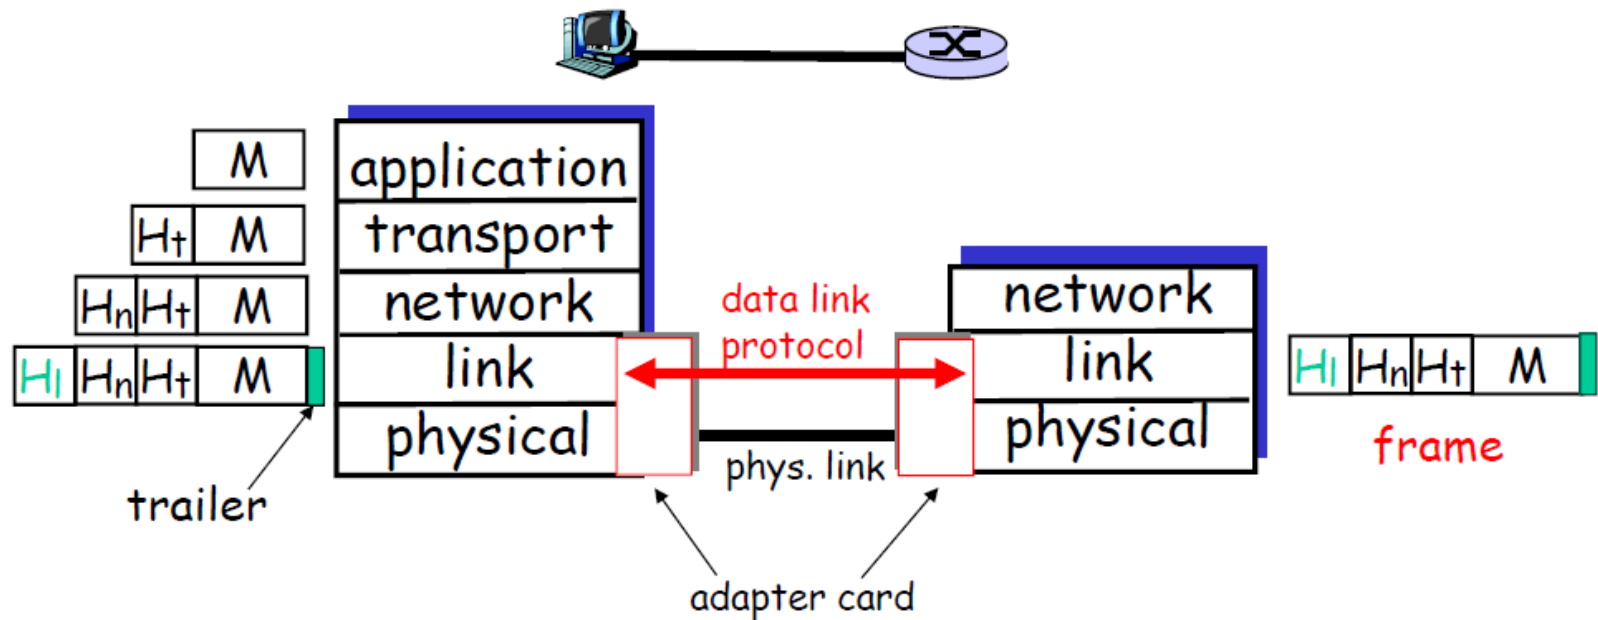 M
application
Ht M
transport
Hn Ht M
network
data link
protocol
network
Hl Hn Ht M
link
link
Hl Hn Ht M
physical
physical
frame
phys. link
trailer
adapter card